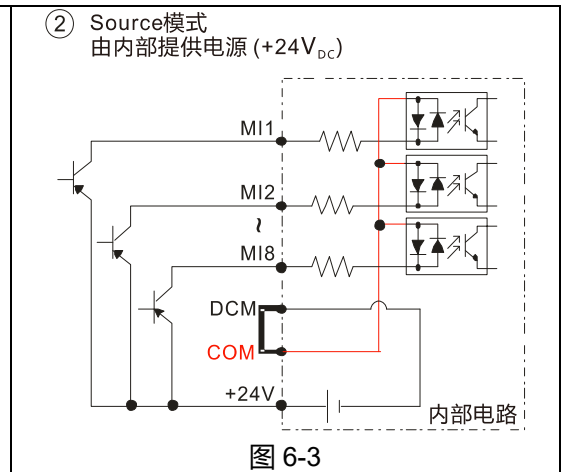 ② Source模式
由内部提供电源 (+24VDC)
MI1
MI2
~
MI8
DCM
COM
+24V
内部电路
图 6-3